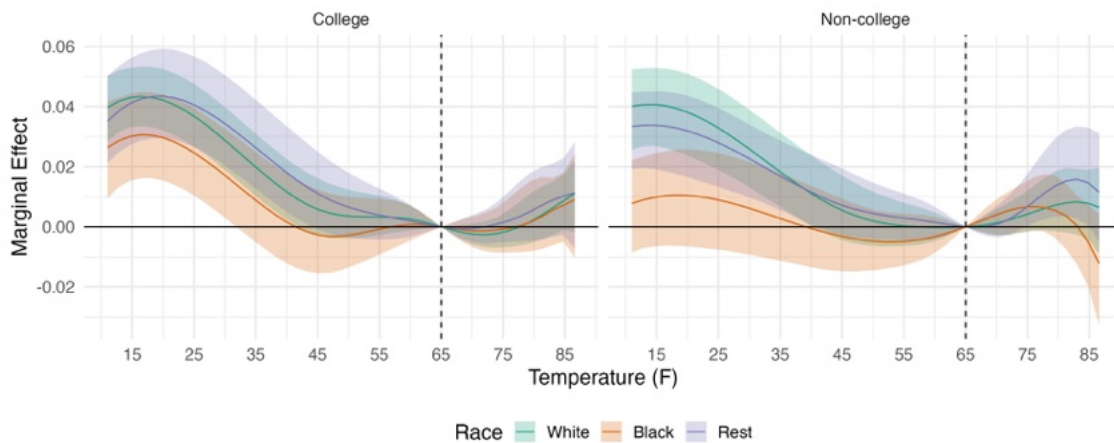 College
Non-college
0.06
0.04
0.02
0.00
-0.02
Marginal Effect
15 25 35 45 55 65 75 85
15 25 35 45 55 65 75 85
Temperature (F)
Race White Black Rest